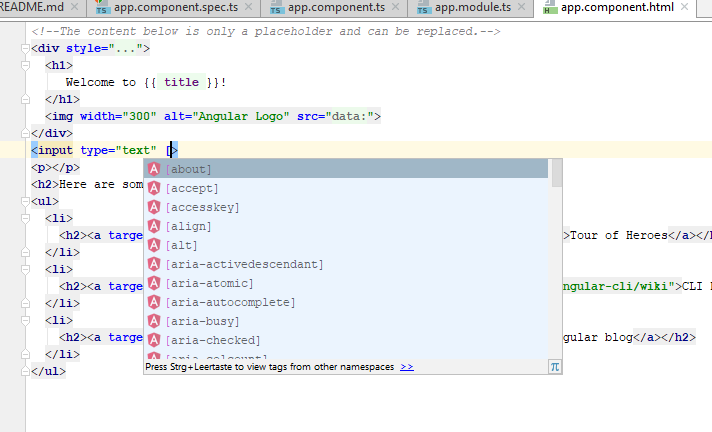 README.md app.component.spec.ts app.component.ts app.module.ts app.component.html
<!--The content below is only a placeholder and can be replaced.-->
<div style="...">
<h1>
Welcome to {{ title }}!
</h1>
<img width="300" alt="Angular Logo" src="data:">
</div>
<input type="text" [>
<p></p>
[about]
<h2>Here are som
[accept]
<ul>
[accesskey]
<li>
[align]
<h2><a targe
>Tour of Heroes</a></h
[alt]
</li>
[aria-activedescendant]
<li>
[aria-atomic]
<h2><a targe
ngular-cli/wiki">CLI
</li>
[aria-autocomplete]
<li>
[aria-busy]
<h2><a targe
[aria-checked]
gular blog</a></h2>
</li>
Press Strg+Leertaste to view tags from other namespaces >> π
</ul>